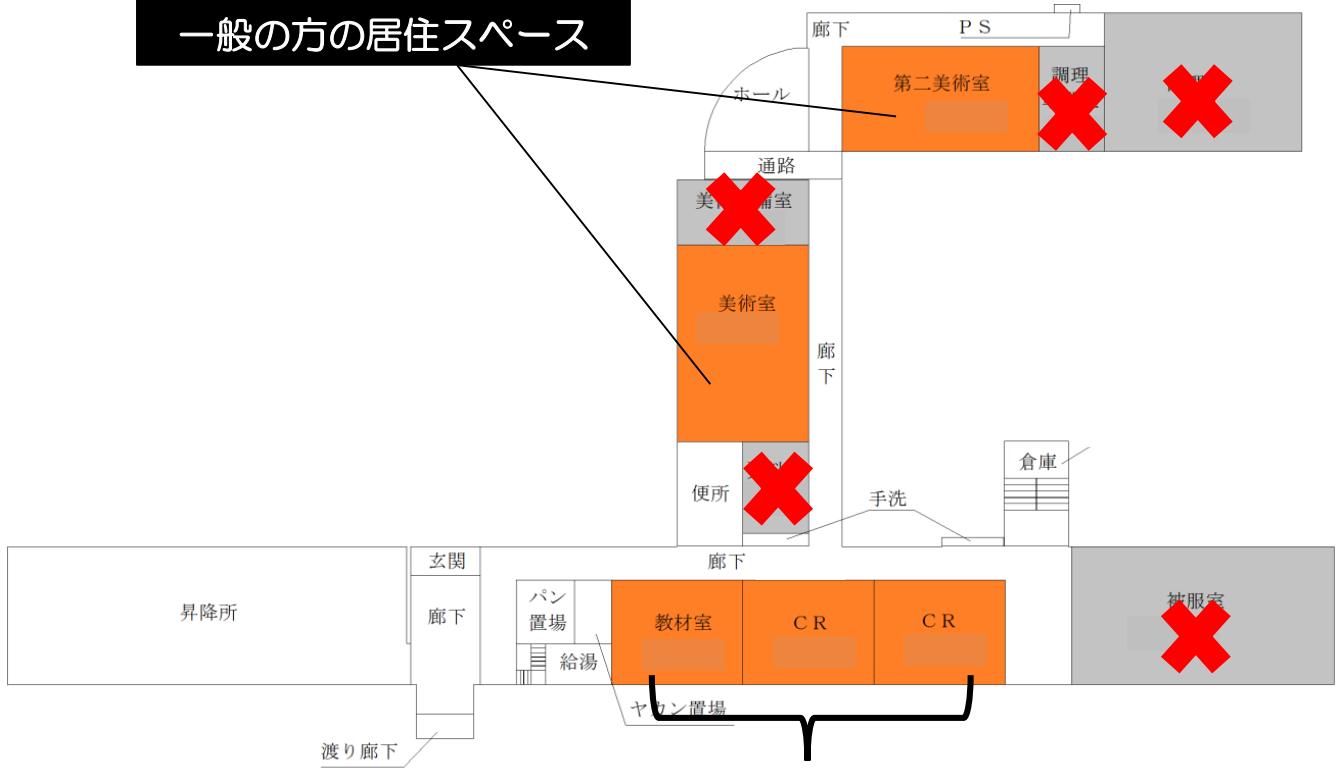 一般の方の居住スペース
廊下
ＰＳ
第二美術室
調理
ホール
通路
美
室
美術室
廊
下
倉庫
便所
手洗
玄関
廊下
昇降所
廊下
パン
置場
給湯
教材室
ＣＲ
ＣＲ
被服室
ヤカン置場
渡り廊下